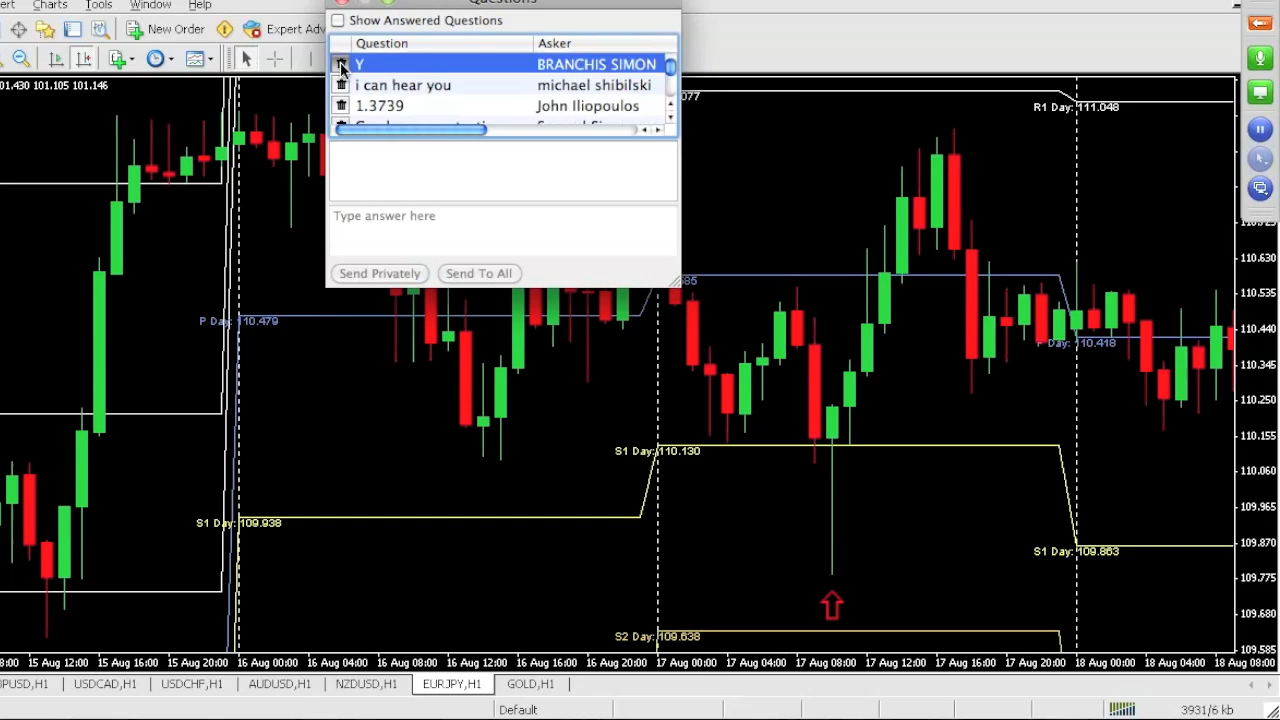 Charts Tools Window Help
Questions
Show Answered Questions
New Order
Expert Adv
Question Asker
Y BRANCHIS SIMON
i can hear you michael shibilski
1.3739 John Iliopoulos
Type answer here
Send Privately Send To All
.430 105 101.146
077
R1 Day: 111.048
110.630
P Day: 110.479
585
110.535
110.440
P Day: 110.418
110.345
110.250
S1 Day: 110.130
110.155
110.060
S1 Day: 109.938
109.965
S1 Day: 109.863
109.870
109.775
S2 Day: 109.638
109.680
109.585
8:00 15 Aug 12:00 15 Aug 16:00 15 Aug 20:00 16 Aug 00:00 16 Aug 04:00 16 Aug 08:00 16 Aug 12:00 16 Aug 16:00 16 Aug 20:00 17 Aug 00:00 17 Aug 04:00 17 Aug 08:00 17 Aug 12:00 17 Aug 16:00 17 Aug 20:00 18 Aug 00:00 18 Aug 04:00 18 Aug 08:00
PUSD,H1 USDCAD,H1 USDCHF,H1 AUDUSD,H1 NZDUSD,H1 EURJPY,H1 GOLD,H1
Default 3931/6 kb